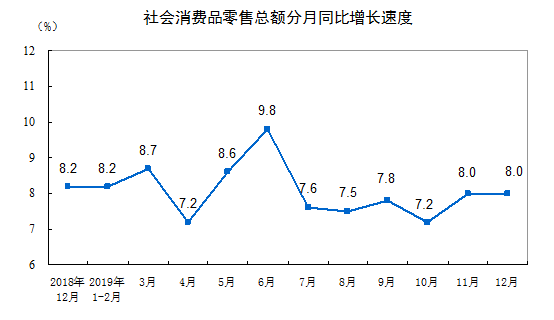 社会消费品零售总额分月同比增长速度
（%）
12
11
10
9
8
7
6
8.2
8.2
8.7
7.2
8.6
9.8
7.6
7.5
7.8
7.2
8.0
8.0
2018年
12月
2019年
1-2月
3月
4月
5月
6月
7月
8月
9月
10月
11月
12月